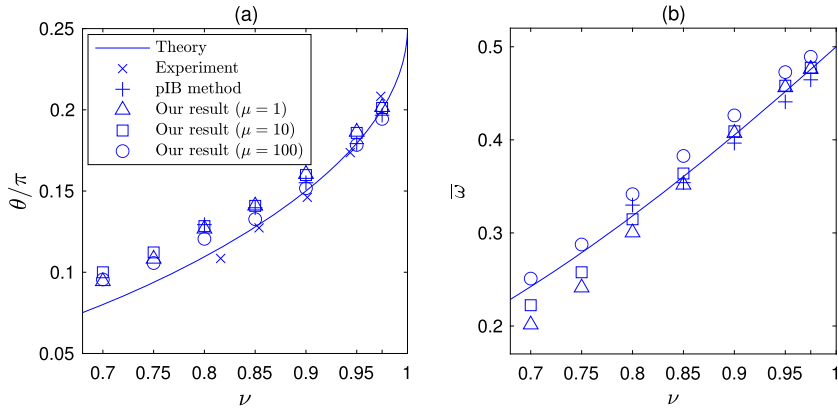 (a)
0.25
0.2
0.15
0.1
0.05
θ/π
Theory
Experiment
pIB method
Our result (μ = 1)
Our result (μ = 10)
Our result (μ = 100)
0.7 0.75 0.8 0.85 0.9 0.95 1
ν
(b)
0.5
0.4
0.3
0.2
ω̅
0.7 0.75 0.8 0.85 0.9 0.95 1
ν